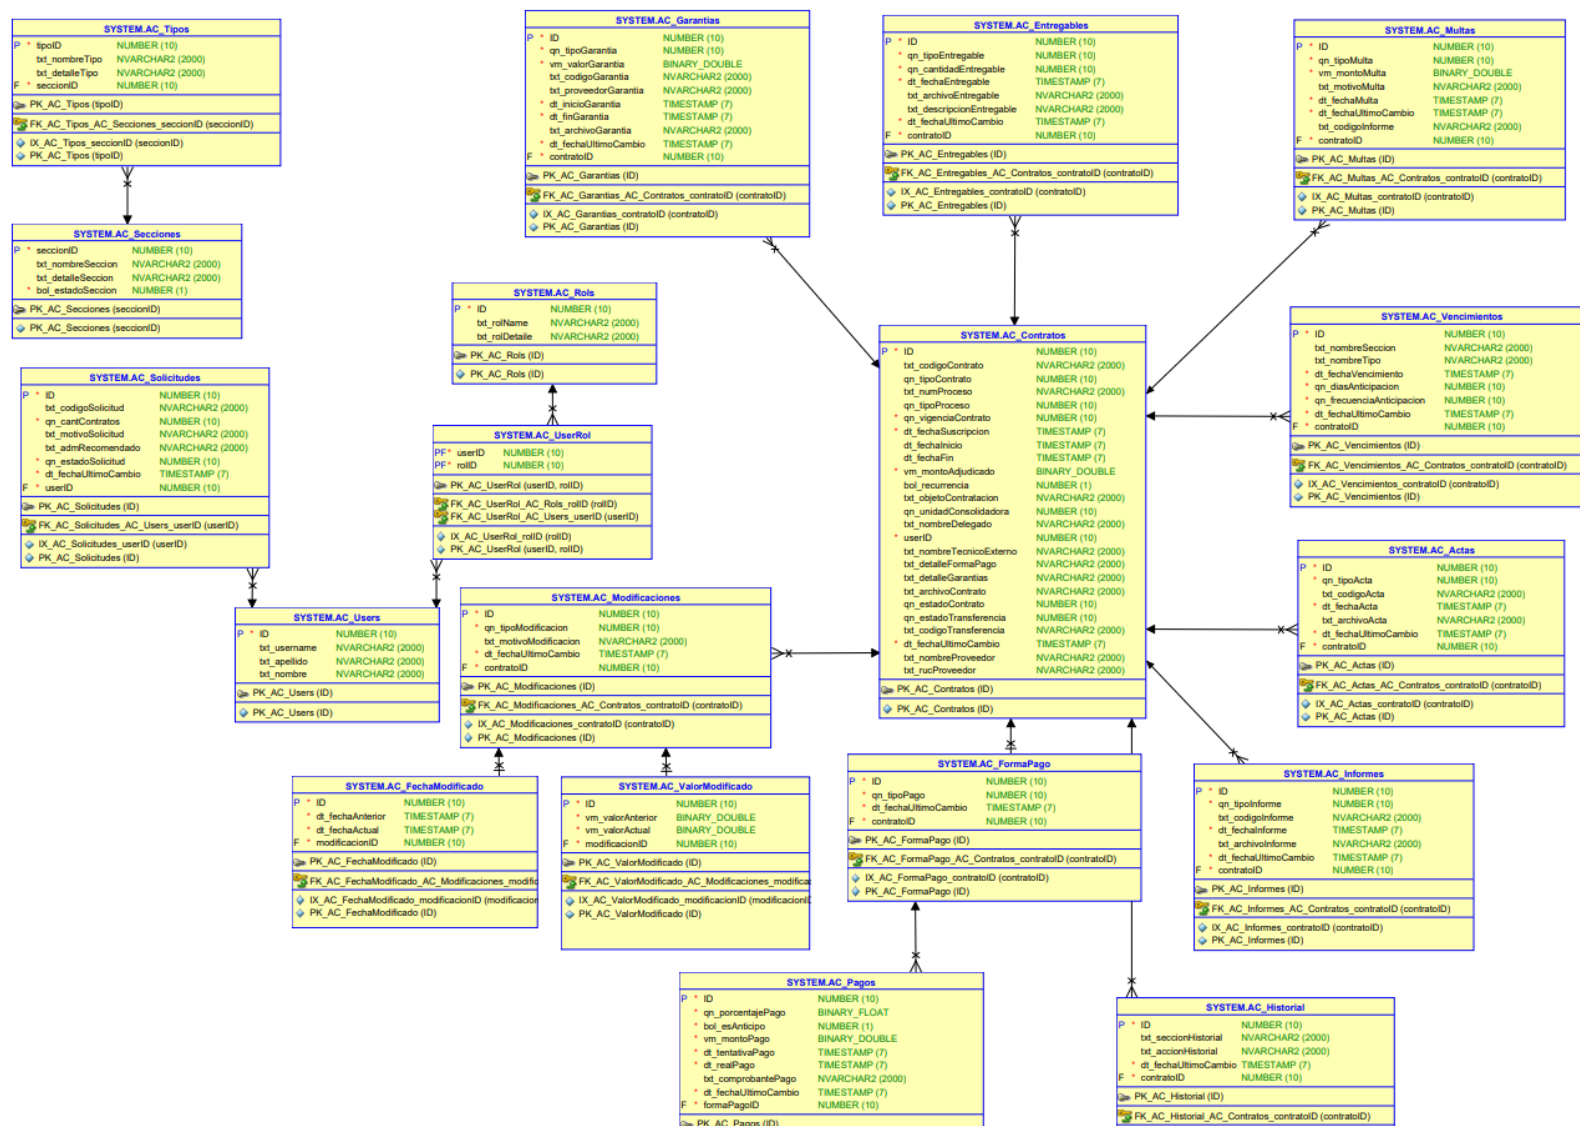 SYSTEM.AC_Tipos
P * tipoID NUMBER (10)
txt_nombreTipo NVARCHAR2 (2000)
txt_detalleTipo NVARCHAR2 (2000)
F * seccionID NUMBER (10)
PK_AC_Tipos (tipoID)
FK_AC_Tipos_AC_Secciones_seccionID (seccionID)
IX_AC_Tipos_seccionID (seccionID)
PK_AC_Tipos (tipoID)
SYSTEM.AC_Secciones
P * seccionID NUMBER (10)
txt_nombreSeccion NVARCHAR2 (2000)
txt_detalleSeccion NVARCHAR2 (2000)
* bol_estadoSeccion NUMBER (1)
PK_AC_Secciones (seccionID)
PK_AC_Secciones (seccionID)
SYSTEM.AC_Garantias
P * ID NUMBER (10)
* qn_tipoGarantia NUMBER (10)
* vm_valorGarantia BINARY_DOUBLE
txt_codigoGarantia NVARCHAR2 (2000)
txt_proveedorGarantia NVARCHAR2 (2000)
* dt_inicioGarantia TIMESTAMP (7)
* dt_finGarantia TIMESTAMP (7)
txt_archivoGarantia NVARCHAR2 (2000)
* dt_fechaUltimoCambio TIMESTAMP (7)
F * contratoID NUMBER (10)
PK_AC_Garantias (ID)
FK_AC_Garantias_AC_Contratos_contratoID (contratoID)
IX_AC_Garantias_contratoID (contratoID)
PK_AC_Garantias (ID)
SYSTEM.AC_Entregables
P * ID NUMBER (10)
* qn_tipoEntregable NUMBER (10)
* qn_cantidadEntregable NUMBER (10)
* dt_fechaEntregable TIMESTAMP (7)
txt_archivoEntregable NVARCHAR2 (2000)
txt_descripcionEntregable NVARCHAR2 (2000)
* dt_fechaUltimoCambio TIMESTAMP (7)
F * contratoID NUMBER (10)
PK_AC_Entregables (ID)
FK_AC_Entregables_AC_Contratos_contratoID (contratoID)
IX_AC_Entregables_contratoID (contratoID)
PK_AC_Entregables (ID)
SYSTEM.AC_Multas
P * ID NUMBER (10)
* qn_tipoMulta NUMBER (10)
* vm_montoMulta BINARY_DOUBLE
txt_motivoMulta NVARCHAR2 (2000)
* dt_fechaMulta TIMESTAMP (7)
* dt_fechaUltimoCambio TIMESTAMP (7)
txt_codigoInforme NVARCHAR2 (2000)
F * contratoID NUMBER (10)
PK_AC_Multas (ID)
FK_AC_Multas_AC_Contratos_contratoID (contratoID)
IX_AC_Multas_contratoID (contratoID)
PK_AC_Multas (ID)
SYSTEM.AC_Rols
P * ID NUMBER (10)
txt_rolName NVARCHAR2 (2000)
txt_rolDetaile NVARCHAR2 (2000)
PK_AC_Rols (ID)
PK_AC_Rols (ID)
SYSTEM.AC_Contratos
P * ID NUMBER (10)
txt_codigoContrato NVARCHAR2 (2000)
qn_tipoContrato NUMBER (10)
txt_numProceso NVARCHAR2 (2000)
qn_tipoProceso NUMBER (10)
* qn_vigenciaContrato NUMBER (10)
* dt_fechaSuscripcion TIMESTAMP (7)
dt_fechaInicio TIMESTAMP (7)
dt_fechaFin TIMESTAMP (7)
* vm_montoAdjudicado BINARY_DOUBLE
bol_recurrencia NUMBER (1)
txt_objetoContratacion NVARCHAR2 (2000)
qn_unidadConsolidadora NUMBER (10)
txt_nombreDelegado NVARCHAR2 (2000)
* userID NUMBER (10)
txt_nombreTecnicoExterno NVARCHAR2 (2000)
txt_detalleFormaPago NVARCHAR2 (2000)
txt_detalleGarantias NVARCHAR2 (2000)
txt_archivoContrato NVARCHAR2 (2000)
qn_estadoContrato NUMBER (10)
qn_estadoTransferencia NUMBER (10)
txt_codigoTransferencia NVARCHAR2 (2000)
* dt_fechaUltimoCambio TIMESTAMP (7)
txt_nombreProveedor NVARCHAR2 (2000)
txt_rucProveedor NVARCHAR2 (2000)
PK_AC_Contratos (ID)
PK_AC_Contratos (ID)
SYSTEM.AC_Vencimientos
P * ID NUMBER (10)
txt_nombreSeccion NVARCHAR2 (2000)
txt_nombreTipo NVARCHAR2 (2000)
* dt_fechaVencimiento TIMESTAMP (7)
* qn_diasAnticipacion NUMBER (10)
* qn_frecuenciaAnticipacion NUMBER (10)
* dt_fechaUltimoCambio TIMESTAMP (7)
F * contratoID NUMBER (10)
PK_AC_Vencimientos (ID)
FK_AC_Vencimientos_AC_Contratos_contratoID (contratoID)
IX_AC_Vencimientos_contratoID (contratoID)
PK_AC_Vencimientos (ID)
SYSTEM.AC_Solicitudes
P * ID NUMBER (10)
txt_codigoSolicitud NVARCHAR2 (2000)
* qn_cantContratos NUMBER (10)
txt_motivoSolicitud NVARCHAR2 (2000)
txt_admRecomendado NVARCHAR2 (2000)
* qn_estadoSolicitud NUMBER (10)
* dt_fechaUltimoCambio TIMESTAMP (7)
F * userID NUMBER (10)
PK_AC_Solicitudes (ID)
FK_AC_Solicitudes_AC_Users_userID (userID)
IX_AC_Solicitudes_userID (userID)
PK_AC_Solicitudes (ID)
SYSTEM.AC_UserRol
PF* userID NUMBER (10)
PF* rolID NUMBER (10)
PK_AC_UserRol (userID, rolID)
FK_AC_UserRol_AC_Rols_rolID (rolID)
FK_AC_UserRol_AC_Users_userID (userID)
IX_AC_UserRol_rolID (rolID)
PK_AC_UserRol (userID, rolID)
SYSTEM.AC_Users
P * ID NUMBER (10)
txt_username NVARCHAR2 (2000)
txt_apellido NVARCHAR2 (2000)
txt_nombre NVARCHAR2 (2000)
PK_AC_Users (ID)
PK_AC_Users (ID)
SYSTEM.AC_Modificaciones
P * ID NUMBER (10)
* qn_tipoModificacion NUMBER (10)
txt_motivoModificacion NVARCHAR2 (2000)
* dt_fechaUltimoCambio TIMESTAMP (7)
F * contratoID NUMBER (10)
PK_AC_Modificaciones (ID)
FK_AC_Modificaciones_AC_Contratos_contratoID (contratoID)
IX_AC_Modificaciones_contratoID (contratoID)
PK_AC_Modificaciones (ID)
SYSTEM.AC_Actas
P * ID NUMBER (10)
* qn_tipoActa NUMBER (10)
txt_codigoActa NVARCHAR2 (2000)
* dt_fechaActa TIMESTAMP (7)
txt_archivoActa NVARCHAR2 (2000)
* dt_fechaUltimoCambio TIMESTAMP (7)
F * contratoID NUMBER (10)
PK_AC_Actas (ID)
FK_AC_Actas_AC_Contratos_contratoID (contratoID)
IX_AC_Actas_contratoID (contratoID)
PK_AC_Actas (ID)
SYSTEM.AC_FechaModificado
P * ID NUMBER (10)
* dt_fechaAnterior TIMESTAMP (7)
* dt_fechaActual TIMESTAMP (7)
F * modificacionID NUMBER (10)
PK_AC_FechaModificado (ID)
FK_AC_FechaModificado_AC_Modificaciones_modific
IX_AC_FechaModificado_modificacionID (modificacion
PK_AC_FechaModificado (ID)
SYSTEM.AC_ValorModificado
P * ID NUMBER (10)
* vm_valorAnterior BINARY_DOUBLE
* vm_valorActual BINARY_DOUBLE
F * modificacionID NUMBER (10)
PK_AC_ValorModificado (ID)
FK_AC_ValorModificado_AC_Modificaciones_modifica
IX_AC_ValorModificado_modificacionID (modificacionI
PK_AC_ValorModificado (ID)
SYSTEM.AC_FormaPago
P * ID NUMBER (10)
* qn_tipoPago NUMBER (10)
* dt_fechaUltimoCambio TIMESTAMP (7)
F * contratoID NUMBER (10)
PK_AC_FormaPago (ID)
FK_AC_FormaPago_AC_Contratos_contratoID (contratoID)
IX_AC_FormaPago_contratoID (contratoID)
PK_AC_FormaPago (ID)
SYSTEM.AC_Informes
P * ID NUMBER (10)
* qn_tipoInforme NUMBER (10)
txt_codigoInforme NVARCHAR2 (2000)
* dt_fechaInforme TIMESTAMP (7)
txt_archivoInforme NVARCHAR2 (2000)
* dt_fechaUltimoCambio TIMESTAMP (7)
F * contratoID NUMBER (10)
PK_AC_Informes (ID)
FK_AC_Informes_AC_Contratos_contratoID (contratoID)
IX_AC_Informes_contratoID (contratoID)
PK_AC_Informes (ID)
SYSTEM.AC_Pagos
P * ID NUMBER (10)
* qn_porcentajePago BINARY_FLOAT
* bol_esAnticipo NUMBER (1)
* vm_montoPago BINARY_DOUBLE
* dt_tentativaPago TIMESTAMP (7)
* dt_realPago TIMESTAMP (7)
txt_comprobantePago NVARCHAR2 (2000)
* dt_fechaUltimoCambio TIMESTAMP (7)
F * formaPagoID NUMBER (10)
PK_AC_Pagos (ID)
SYSTEM.AC_Historial
P * ID NUMBER (10)
txt_seccionHistorial NVARCHAR2 (2000)
txt_accionHistorial NVARCHAR2 (2000)
* dt_fechaUltimoCambio TIMESTAMP (7)
F * contratoID NUMBER (10)
PK_AC_Historial (ID)
FK_AC_Historial_AC_Contratos_contratoID (contratoID)